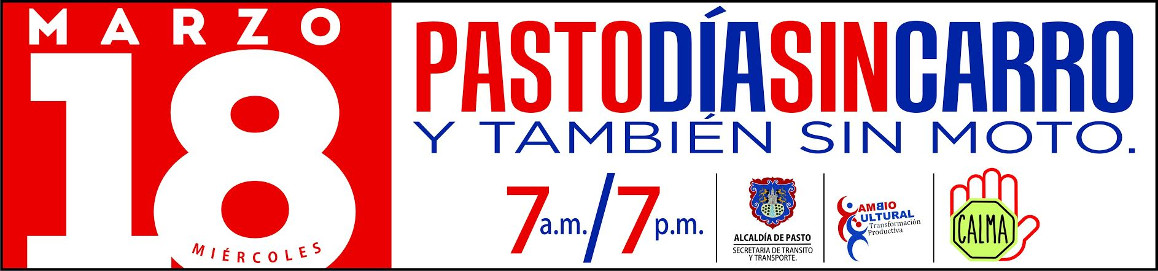 MARZO
18
MIÉRCOLES
PASTODÍASINCARRO
Y TAMBIÉN SIN MOTO.
7a.m./7p.m.
ALCALDÍA DE PASTO
SECRETARIA DE TRANSITO
Y TRANSPORTE.
CAMBIO
CULTURAL
Transformación
Productiva
CALMA